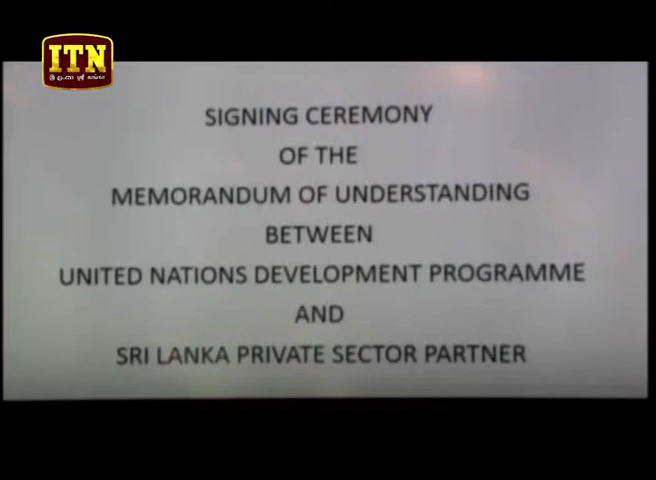 ITN
SIGNING CEREMONY
OF THE
MEMORANDUM OF UNDERSTANDING
BETWEEN
UNITED NATIONS DEVELOPMENT PROGRAMME
AND
SRI LANKA PRIVATE SECTOR PARTNER